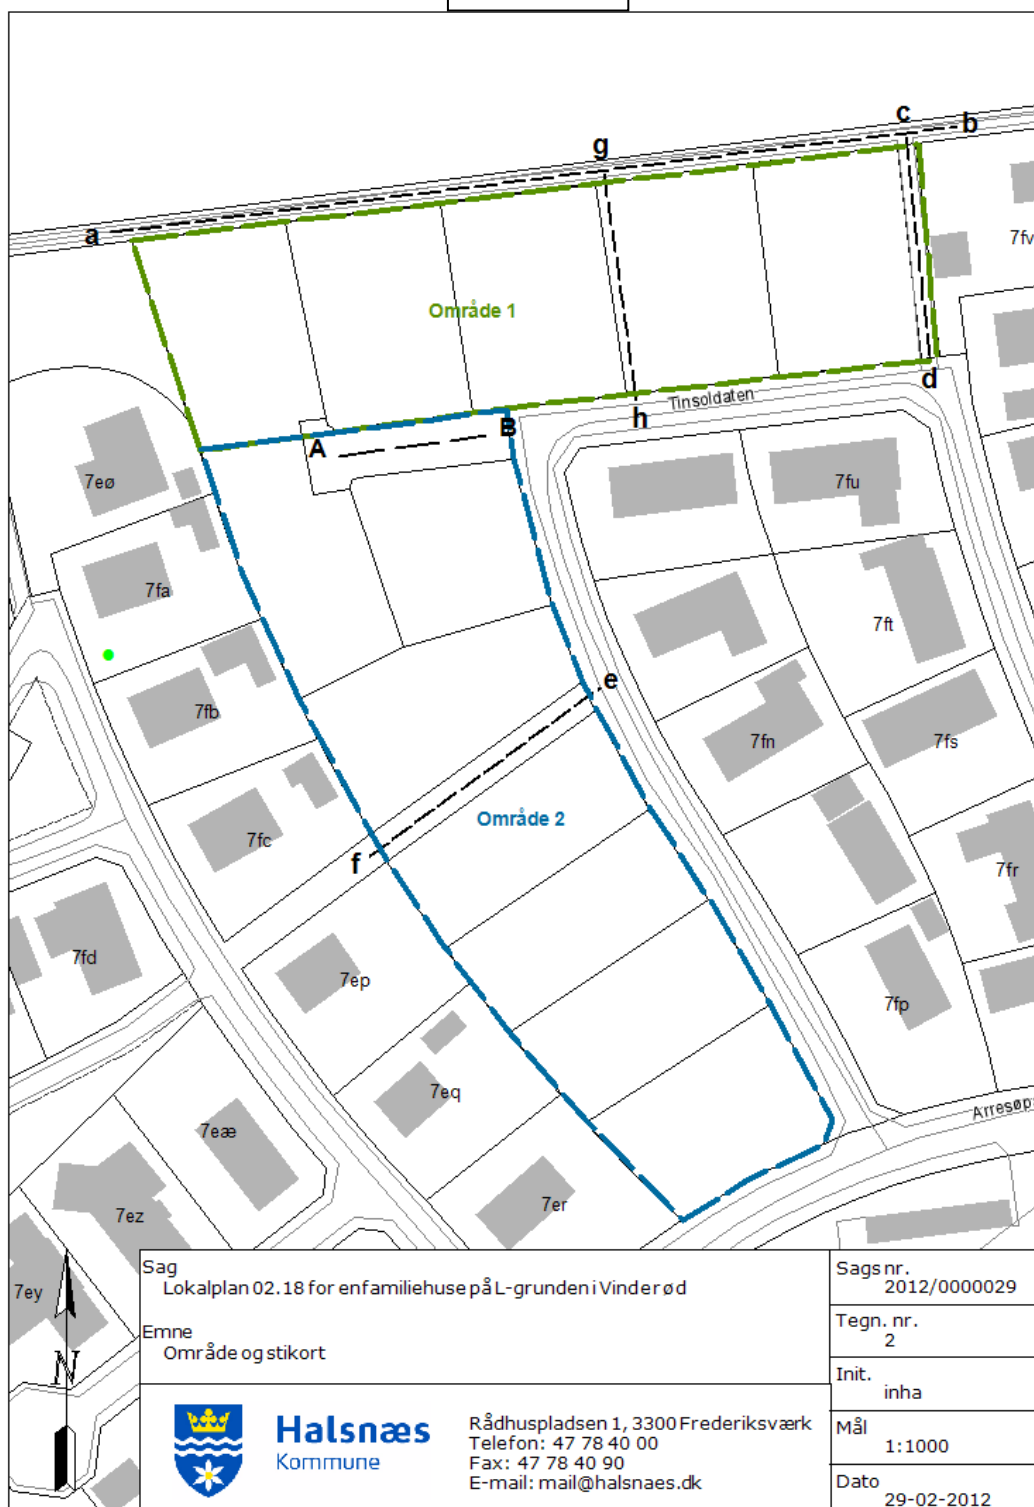 c
b
g
a
7fv
Område 1
d
Tinsoldaten
h
B
A
7eø
7fu
7fa
7ft
e
7fb
7fn
7fs
Område 2
7fc
f
7fr
7fd
7ep
7fp
7eq
Arresøp
7eæ
7er
7ez
7ey
N
Sag
Lokalplan 02.18 for enfamiliehuse på L-grunden i Vinderød
Emne
Område og stikort
Sags nr.
2012/0000029
Tegn. nr.
2
Init.
inha
Mål
1:1000
Dato
29-02-2012
Halsnæs
Kommune
Rådhuspladsen 1, 3300 Frederiksværk
Telefon: 47 78 40 00
Fax: 47 78 40 90
E-mail: mail@halsnaes.dk